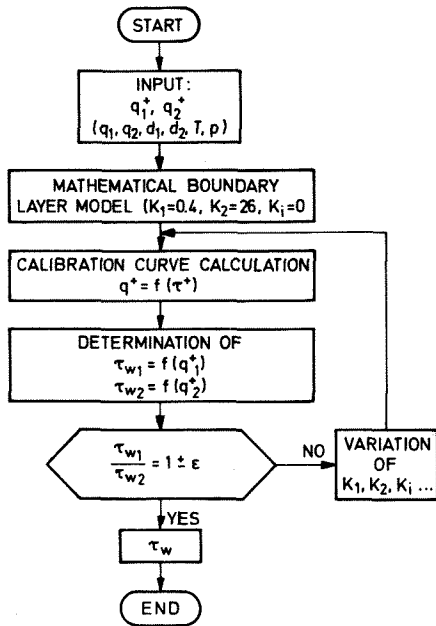 START
INPUT:
q₁⁺, q₂⁺
(q₁, q₂, d₁, d₂, T, p)
MATHEMATICAL BOUNDARY
LAYER MODEL (K₁=0.4, K₂=26, Kᵢ=0
CALIBRATION CURVE CALCULATION
q⁺ = f (τ⁺)
DETERMINATION OF
τw1 = f(q₁⁺)
τw2 = f(q₂⁺)
τw1/τw2 = 1 ± ε
NO
VARIATION
OF
K₁, K₂, Kᵢ ...
YES
τw
END